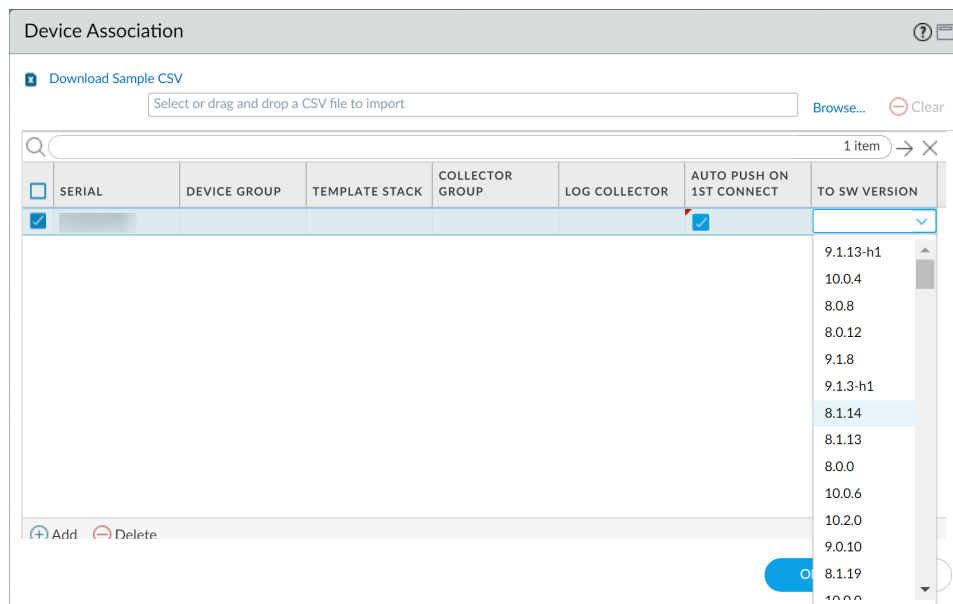 Device Association
Download Sample CSV
Select or drag and drop a CSV file to import
Browse...
Clear
1 item
SERIAL
DEVICE GROUP
TEMPLATE STACK
COLLECTOR
GROUP
LOG COLLECTOR
AUTO PUSH ON
1ST CONNECT
TO SW VERSION
9.1.13-h1
10.0.4
8.0.8
8.0.12
9.1.8
9.1.3-h1
8.1.14
8.1.13
8.0.0
10.0.6
10.2.0
9.0.10
8.1.19
Add
Delete